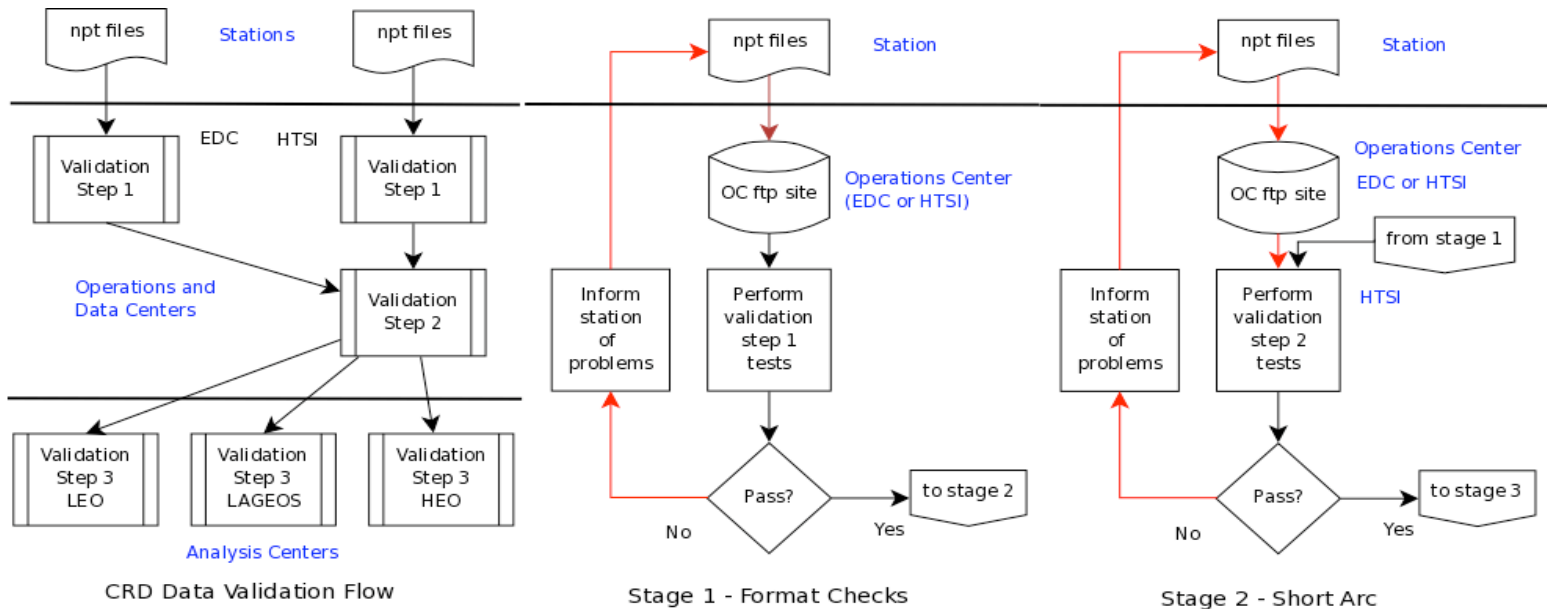 npt files
Stations
npt files
EDC
HTSI
Validation
Step 1
Validation
Step 1
Operations and
Data Centers
Validation
Step 2
Validation
Step 3
LEO
Validation
Step 3
LAGEOS
Validation
Step 3
HEO
Analysis Centers
CRD Data Validation Flow
npt files
Station
OC ftp site
Operations Center
(EDC or HTSI)
Inform
station
of
problems
Perform
validation
step 1
tests
Pass?
to stage 2
No
Yes
Stage 1 - Format Checks
npt files
Station
Operations Center
EDC or HTSI
OC ftp site
from stage 1
HTSI
Inform
station
of
problems
Perform
validation
step 2
tests
Pass?
to stage 3
No
Yes
Stage 2 - Short Arc